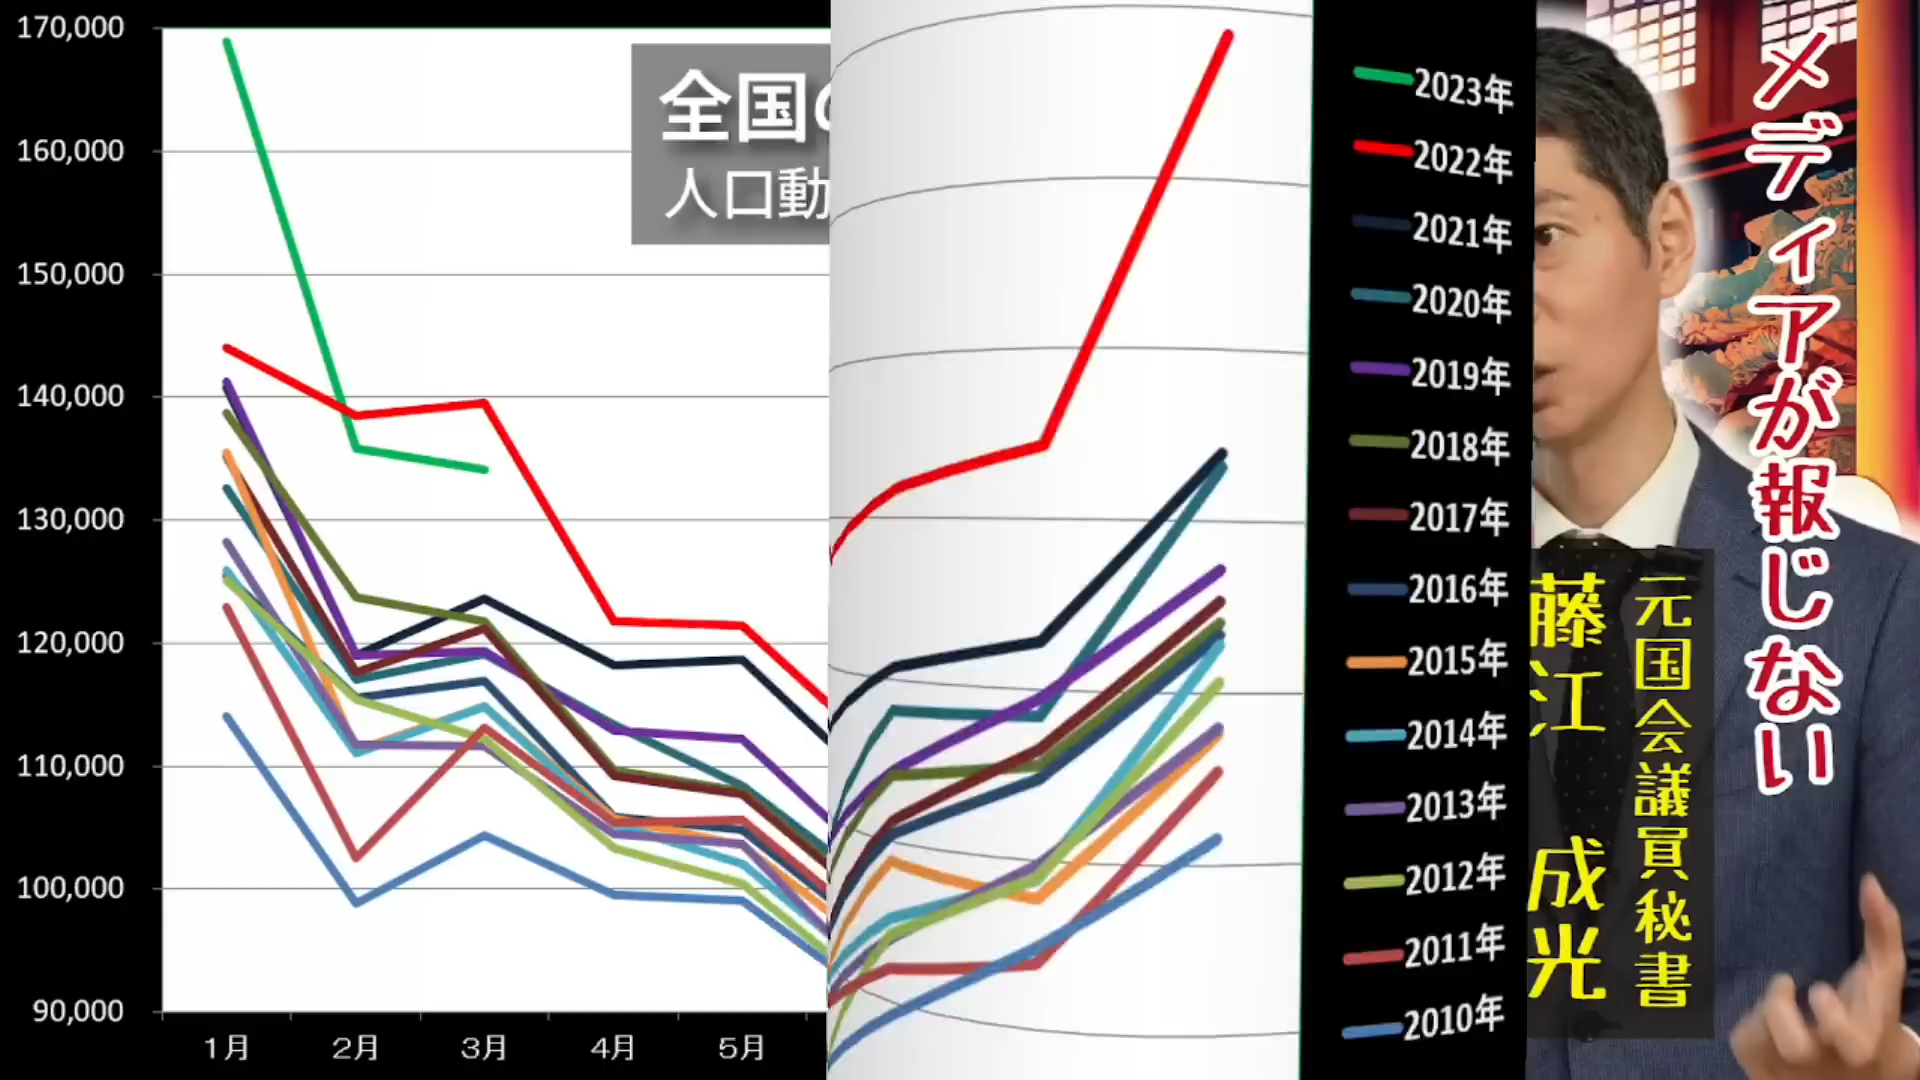 170,000
160,000
150,000
140,000
130,000
120,000
110,000
100,000
90,000
1月
2月
3月
4月
5月
全国の
人口動
2023年
2022年
2021年
2020年
2019年
2018年
2017年
2016年
2015年
2014年
2013年
2012年
2011年
2010年
メディアが報じない
元国会議員秘書
藤江 成光